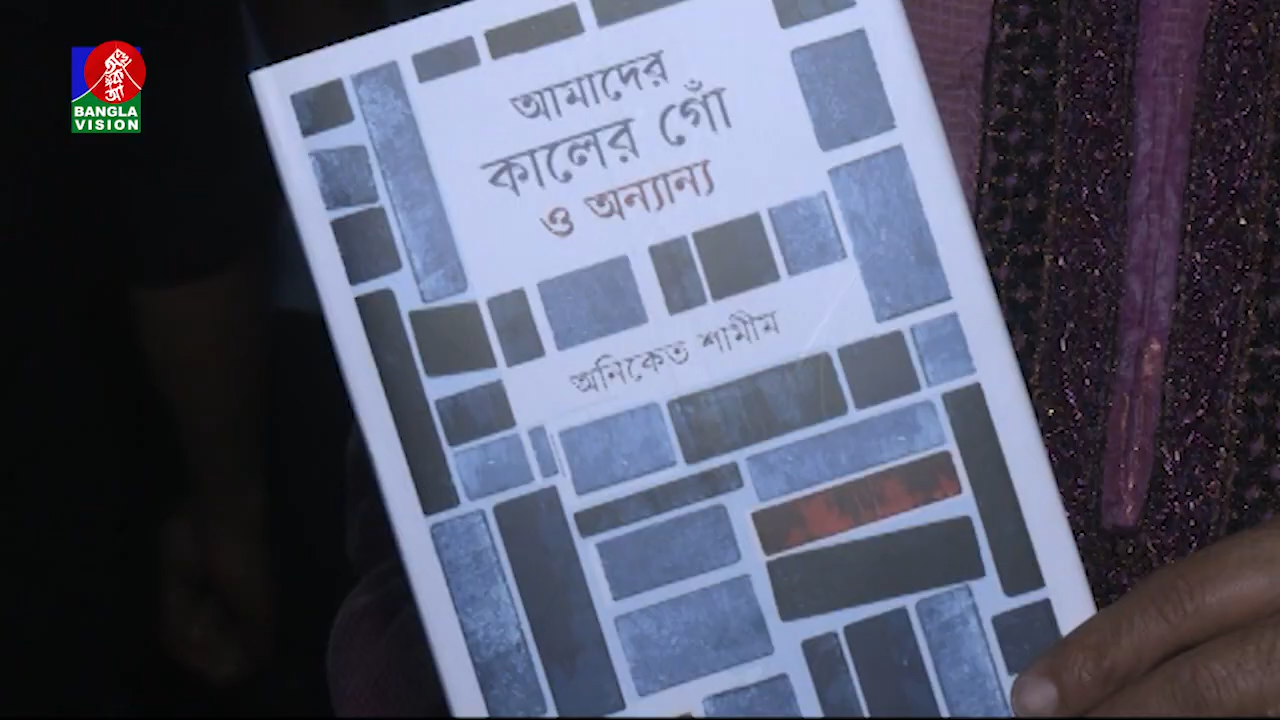 BANGLA
VISION
আমাদের
কালের গোঁ
ও অন্যান্য
অনিকেত শামীম